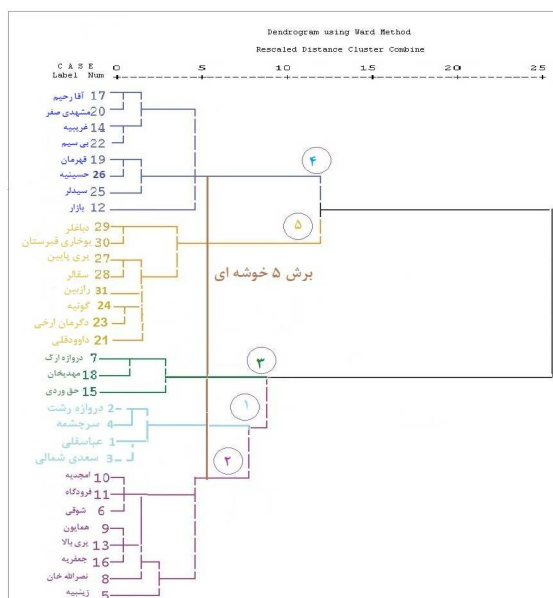 Dendrogram using Ward Method
Rescaled Distance Cluster Combine
C A S E 0 5 10 15 20 25
Label Num
آقا رحیم 17
مشهدی صفر 20
غریبیه 14
بی سیم 22
قهرمان 19
حسینیه 26
سیدلر 25
بازار 12
دباغلر 29
بوخاری قبرستان 30
پری پایین 27
سقالر 28
رازبین 31
گونیه 24
دگرمان ارخی 23
داوودقلی 21
دروازه ارک 7
مهدیخان 18
حق وردی 15
دروازه رشت 2
سرچشمه 4
عباسقلی 1
سعدی شمالی 3
امجدیه 10
فرودگاه 11
شوقی 6
همایون 9
پری بالا 13
جعفریه 16
نصرالله خان 8
زینبیه 5
۴
۵
برش ۵ خوشه ای
۳
۱
۲